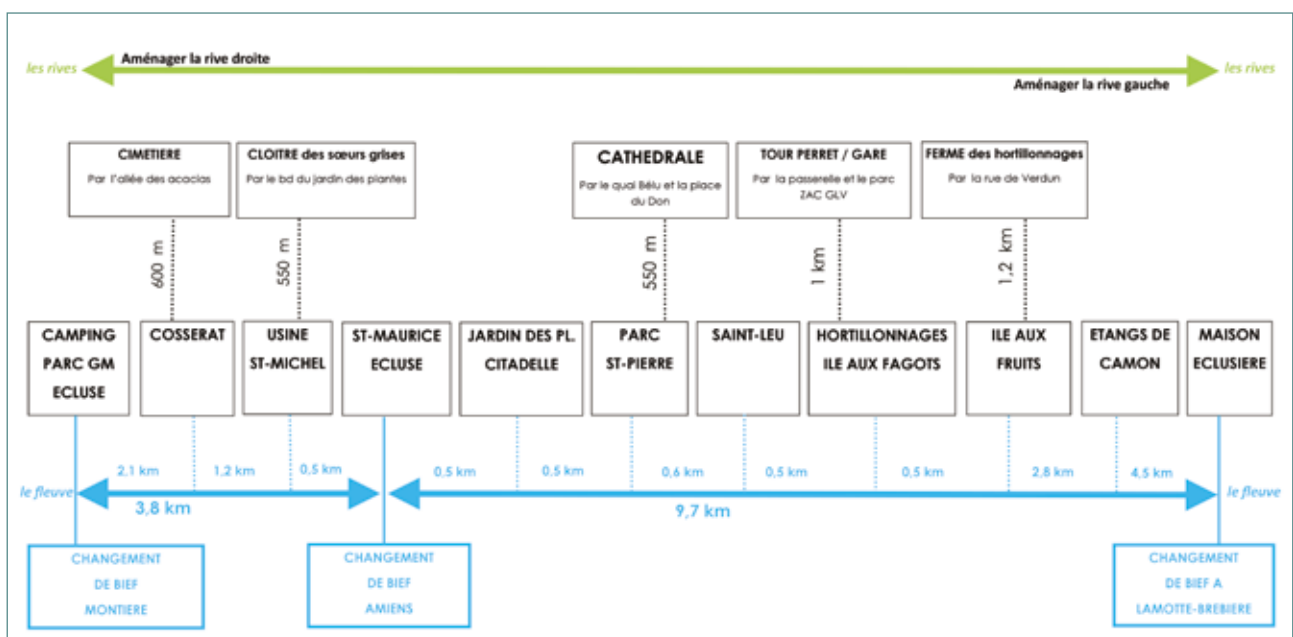 Aménager la rive droite
les rives
les rives
Aménager la rive gauche
CIMETIERE
Par l'allée des acacias
CLOITRE des sœurs grises
Par le bd du jardin des plantes
CATHEDRALE
Par le quai Bélu et la place
du Don
TOUR PERRET / GARE
Par la passerelle et le parc
ZAC GLV
FERME des hortillonnages
Par la rue de Verdun
600 m
550 m
550 m
1 km
1,2 km
CAMPING
PARC GM
ECLUSE
COSSERAT
USINE
ST-MICHEL
ST-MAURICE
ECLUSE
JARDIN DES PL.
CITADELLE
PARC
ST-PIERRE
SAINT-LEU
HORTILLONNAGES
ILE AUX FAGOTS
ILE AUX
FRUITS
ETANGS DE
CAMON
MAISON
ECLUSIERE
2,1 km
1,2 km
0,5 km
0,5 km
0,5 km
0,6 km
0,5 km
0,5 km
2,8 km
4,5 km
le fleuve
3,8 km
9,7 km
le fleuve
CHANGEMENT
DE BIEF
MONTIERE
CHANGEMENT
DE BIEF
AMIENS
CHANGEMENT
DE BIEF A
LAMOTTE-BREBIERE